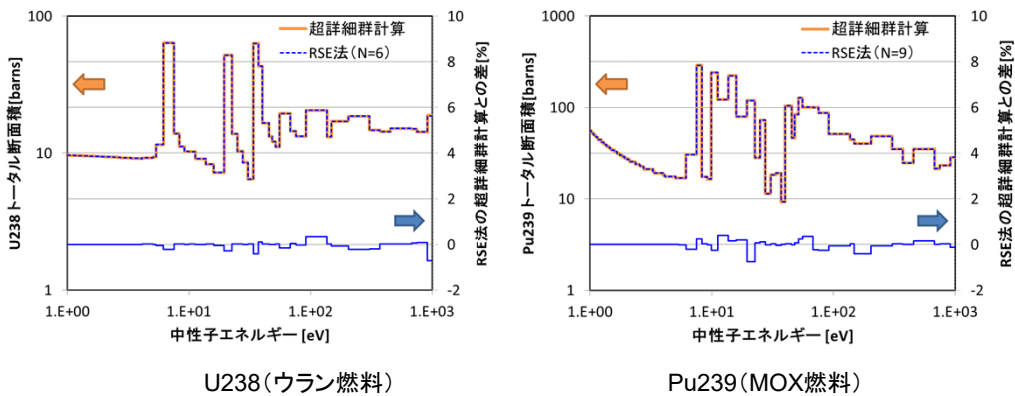 100
10
1
U238トータル断面積[barns]
超詳細群計算
RSE法(N=6)
10
8
6
4
2
0
-2
RSE法の超詳細群計算との差[%]
1.E+00
1.E+01
1.E+02
1.E+03
中性子エネルギー [eV]
U238(ウラン燃料)
1000
100
10
1
Pu239トータル断面積[barns]
超詳細群計算
RSE法(N=9)
10
8
6
4
2
0
-2
RSE法の超詳細群計算との差[%]
1.E+00
1.E+01
1.E+02
1.E+03
中性子エネルギー [eV]
Pu239(MOX燃料)